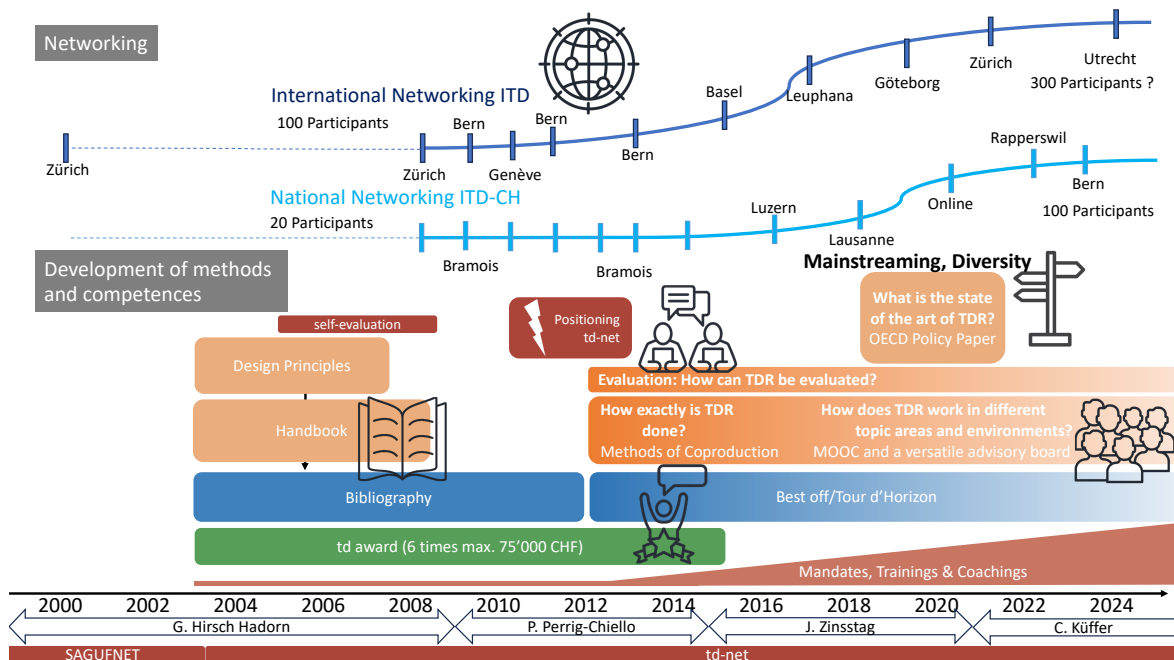 Networking
International Networking ITD
100 Participants
Zürich
Zürich
Bern
Genève
Bern
Bern
Basel
Leuphana
Göteborg
Zürich
Utrecht
300 Participants ?
National Networking ITD-CH
20 Participants
Bramois
Bramois
Luzern
Lausanne
Online
Rapperswil
Bern
100 Participants
Development of methods
and competences
Mainstreaming, Diversity
self-evaluation
Positioning
td-net
What is the state
of the art of TDR?
OECD Policy Paper
Design Principles
Evaluation: How can TDR be evaluated?
Handbook
How exactly is TDR
done?
Methods of Coproduction
How does TDR work in different
topic areas and environments?
MOOC and a versatile advisory board
Bibliography
Best off/Tour d'Horizon
td award (6 times max. 75'000 CHF)
Mandates, Trainings & Coachings
2000 2002 2004 2006 2008 2010 2012 2014 2016 2018 2020 2022 2024
G. Hirsch Hadorn P. Perrig-Chiello J. Zinsstag C. Küffer
SAGUFNET td-net